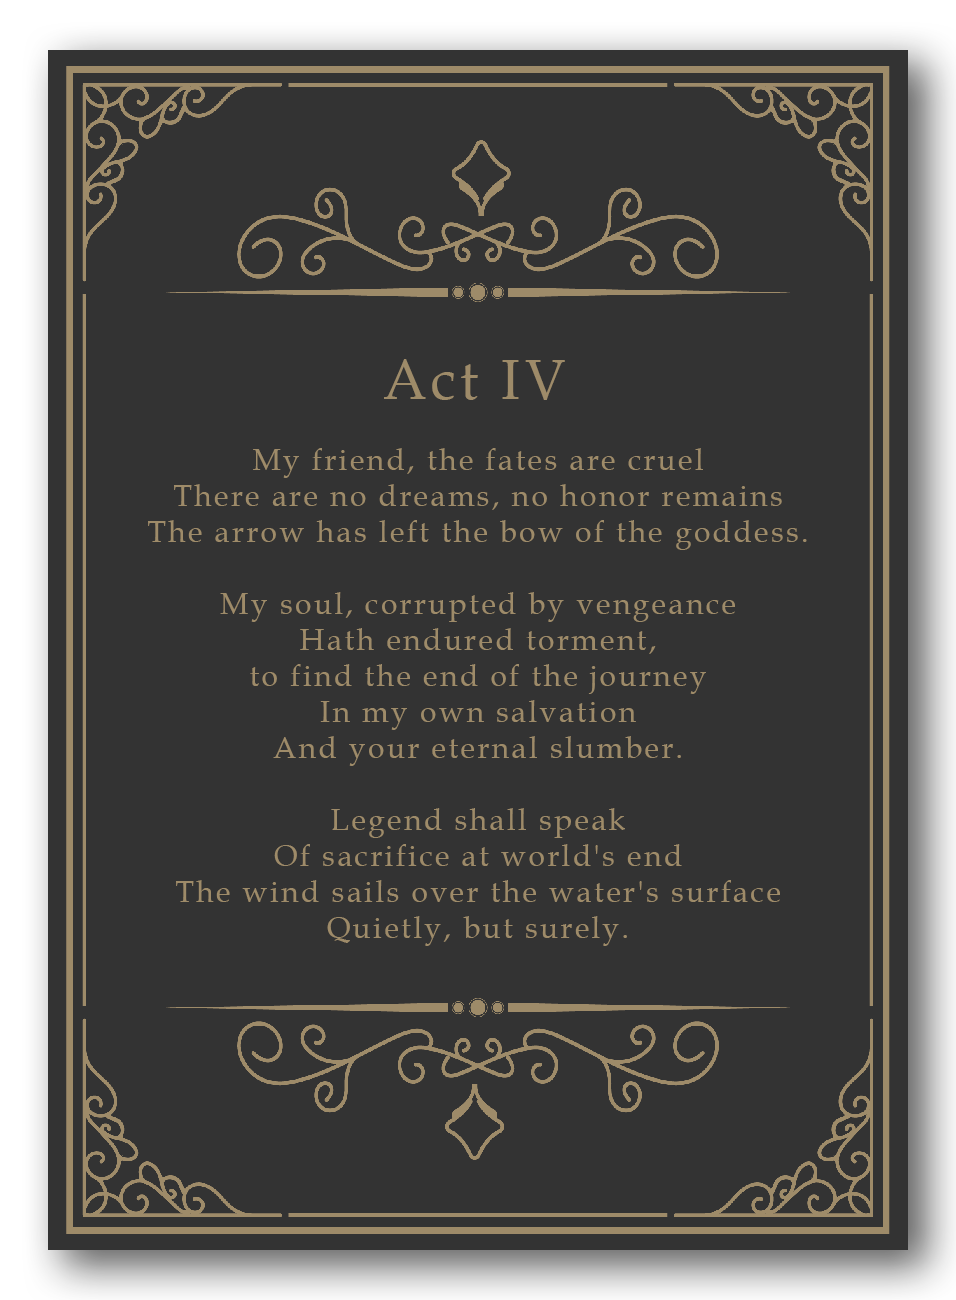 Act IV
My friend, the fates are cruel
There are no dreams, no honor remains
The arrow has left the bow of the goddess.
My soul, corrupted by vengeance
Hath endured torment,
to find the end of the journey
In my own salvation
And your eternal slumber.
Legend shall speak
Of sacrifice at world's end
The wind sails over the water's surface
Quietly, but surely.